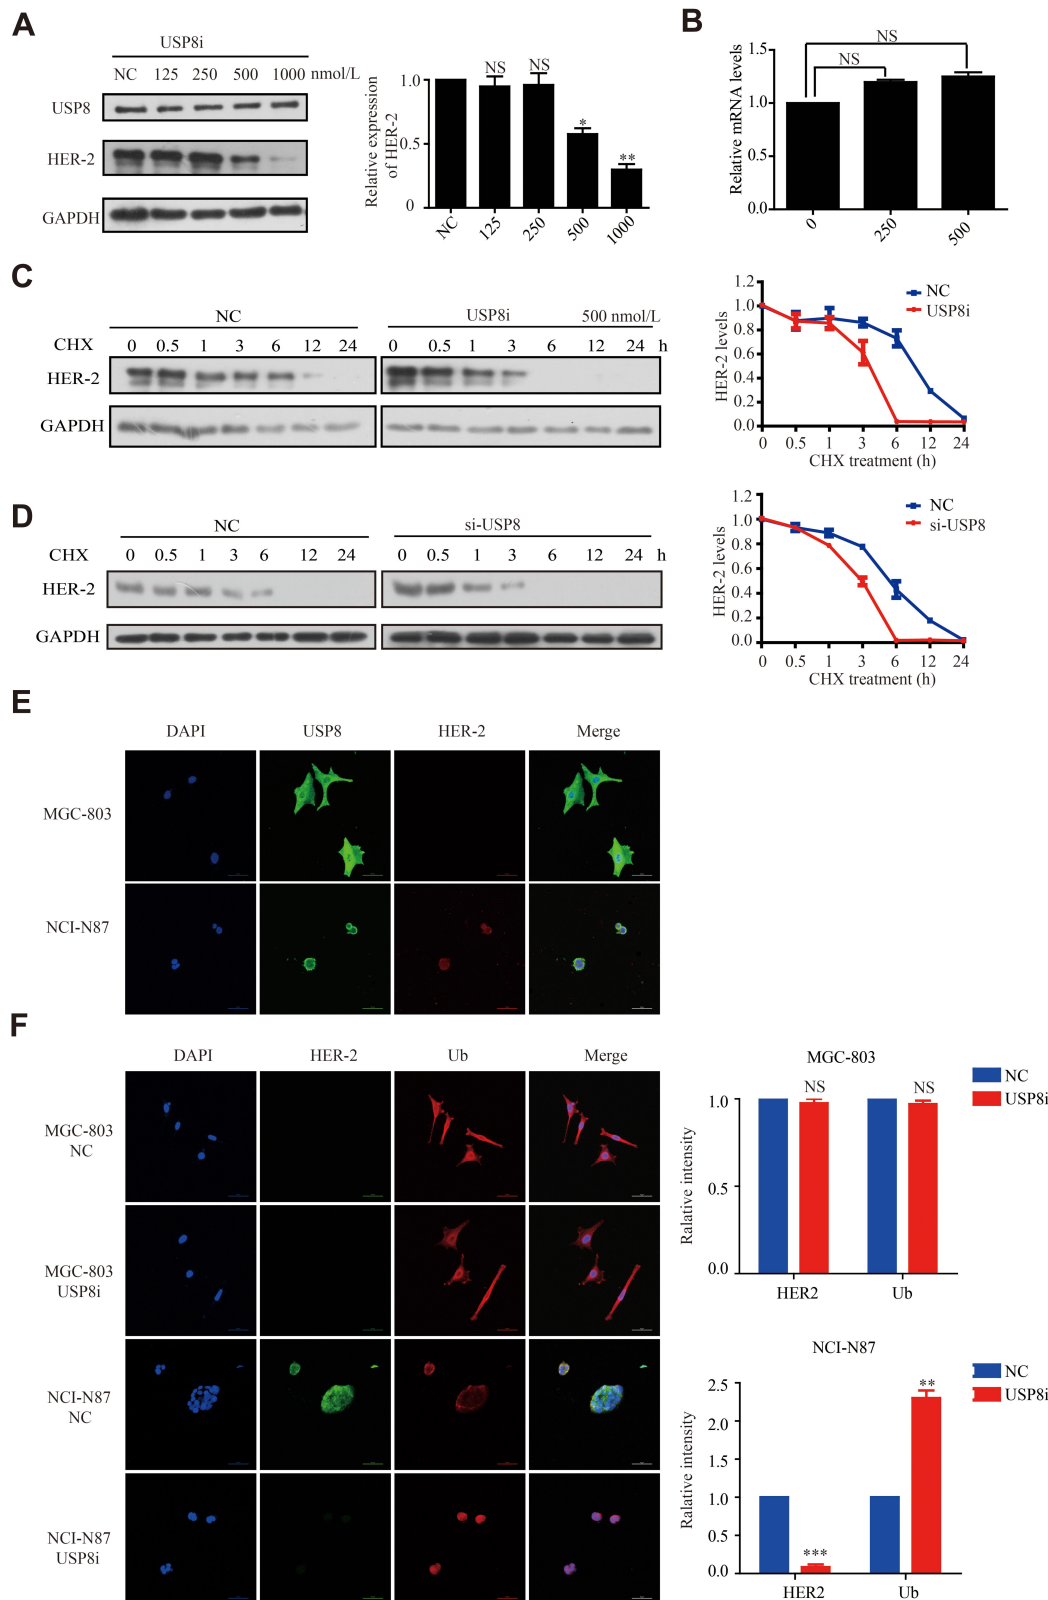 A
USP8i
NC 125 250 500 1000 nmol/L
USP8
HER-2
GAPDH
Relative expression
of HER-2
1.0
0.5
0
NS NS * **
NC 125 250 500 1000
B
Relative mRNA levels
1.5
1.0
0.5
0.0
NS
NS
0 250 500
C
NC
USP8i 500 nmol/L
CHX 0 0.5 1 3 6 12 24 0 0.5 1 3 6 12 24 h
HER-2
GAPDH
HER-2 levels
1.2
1.0
0.8
0.6
0.4
0.2
0.0
NC
USP8i
0 0.5 1 3 6 12 24
CHX treatment (h)
D
NC
si-USP8
CHX 0 0.5 1 3 6 12 24 0 0.5 1 3 6 12 24 h
HER-2
GAPDH
HER-2 levels
1.2
1.0
0.8
0.6
0.4
0.2
0.0
NC
si-USP8
0 0.5 1 3 6 12 24
CHX treatment (h)
E
DAPI USP8 HER-2 Merge
MGC-803
NCI-N87
F
DAPI HER-2 Ub Merge
MGC-803
NC
MGC-803
USP8i
NCI-N87
NC
NCI-N87
USP8i
MGC-803
NC
USP8i
Ralative intensity
1.0
0.5
0.0
NS NS
HER2 Ub
NCI-N87
NC
USP8i
Ralative intensity
2.5
2.0
1.5
1.0
0.5
0.0
*** **
HER2 Ub